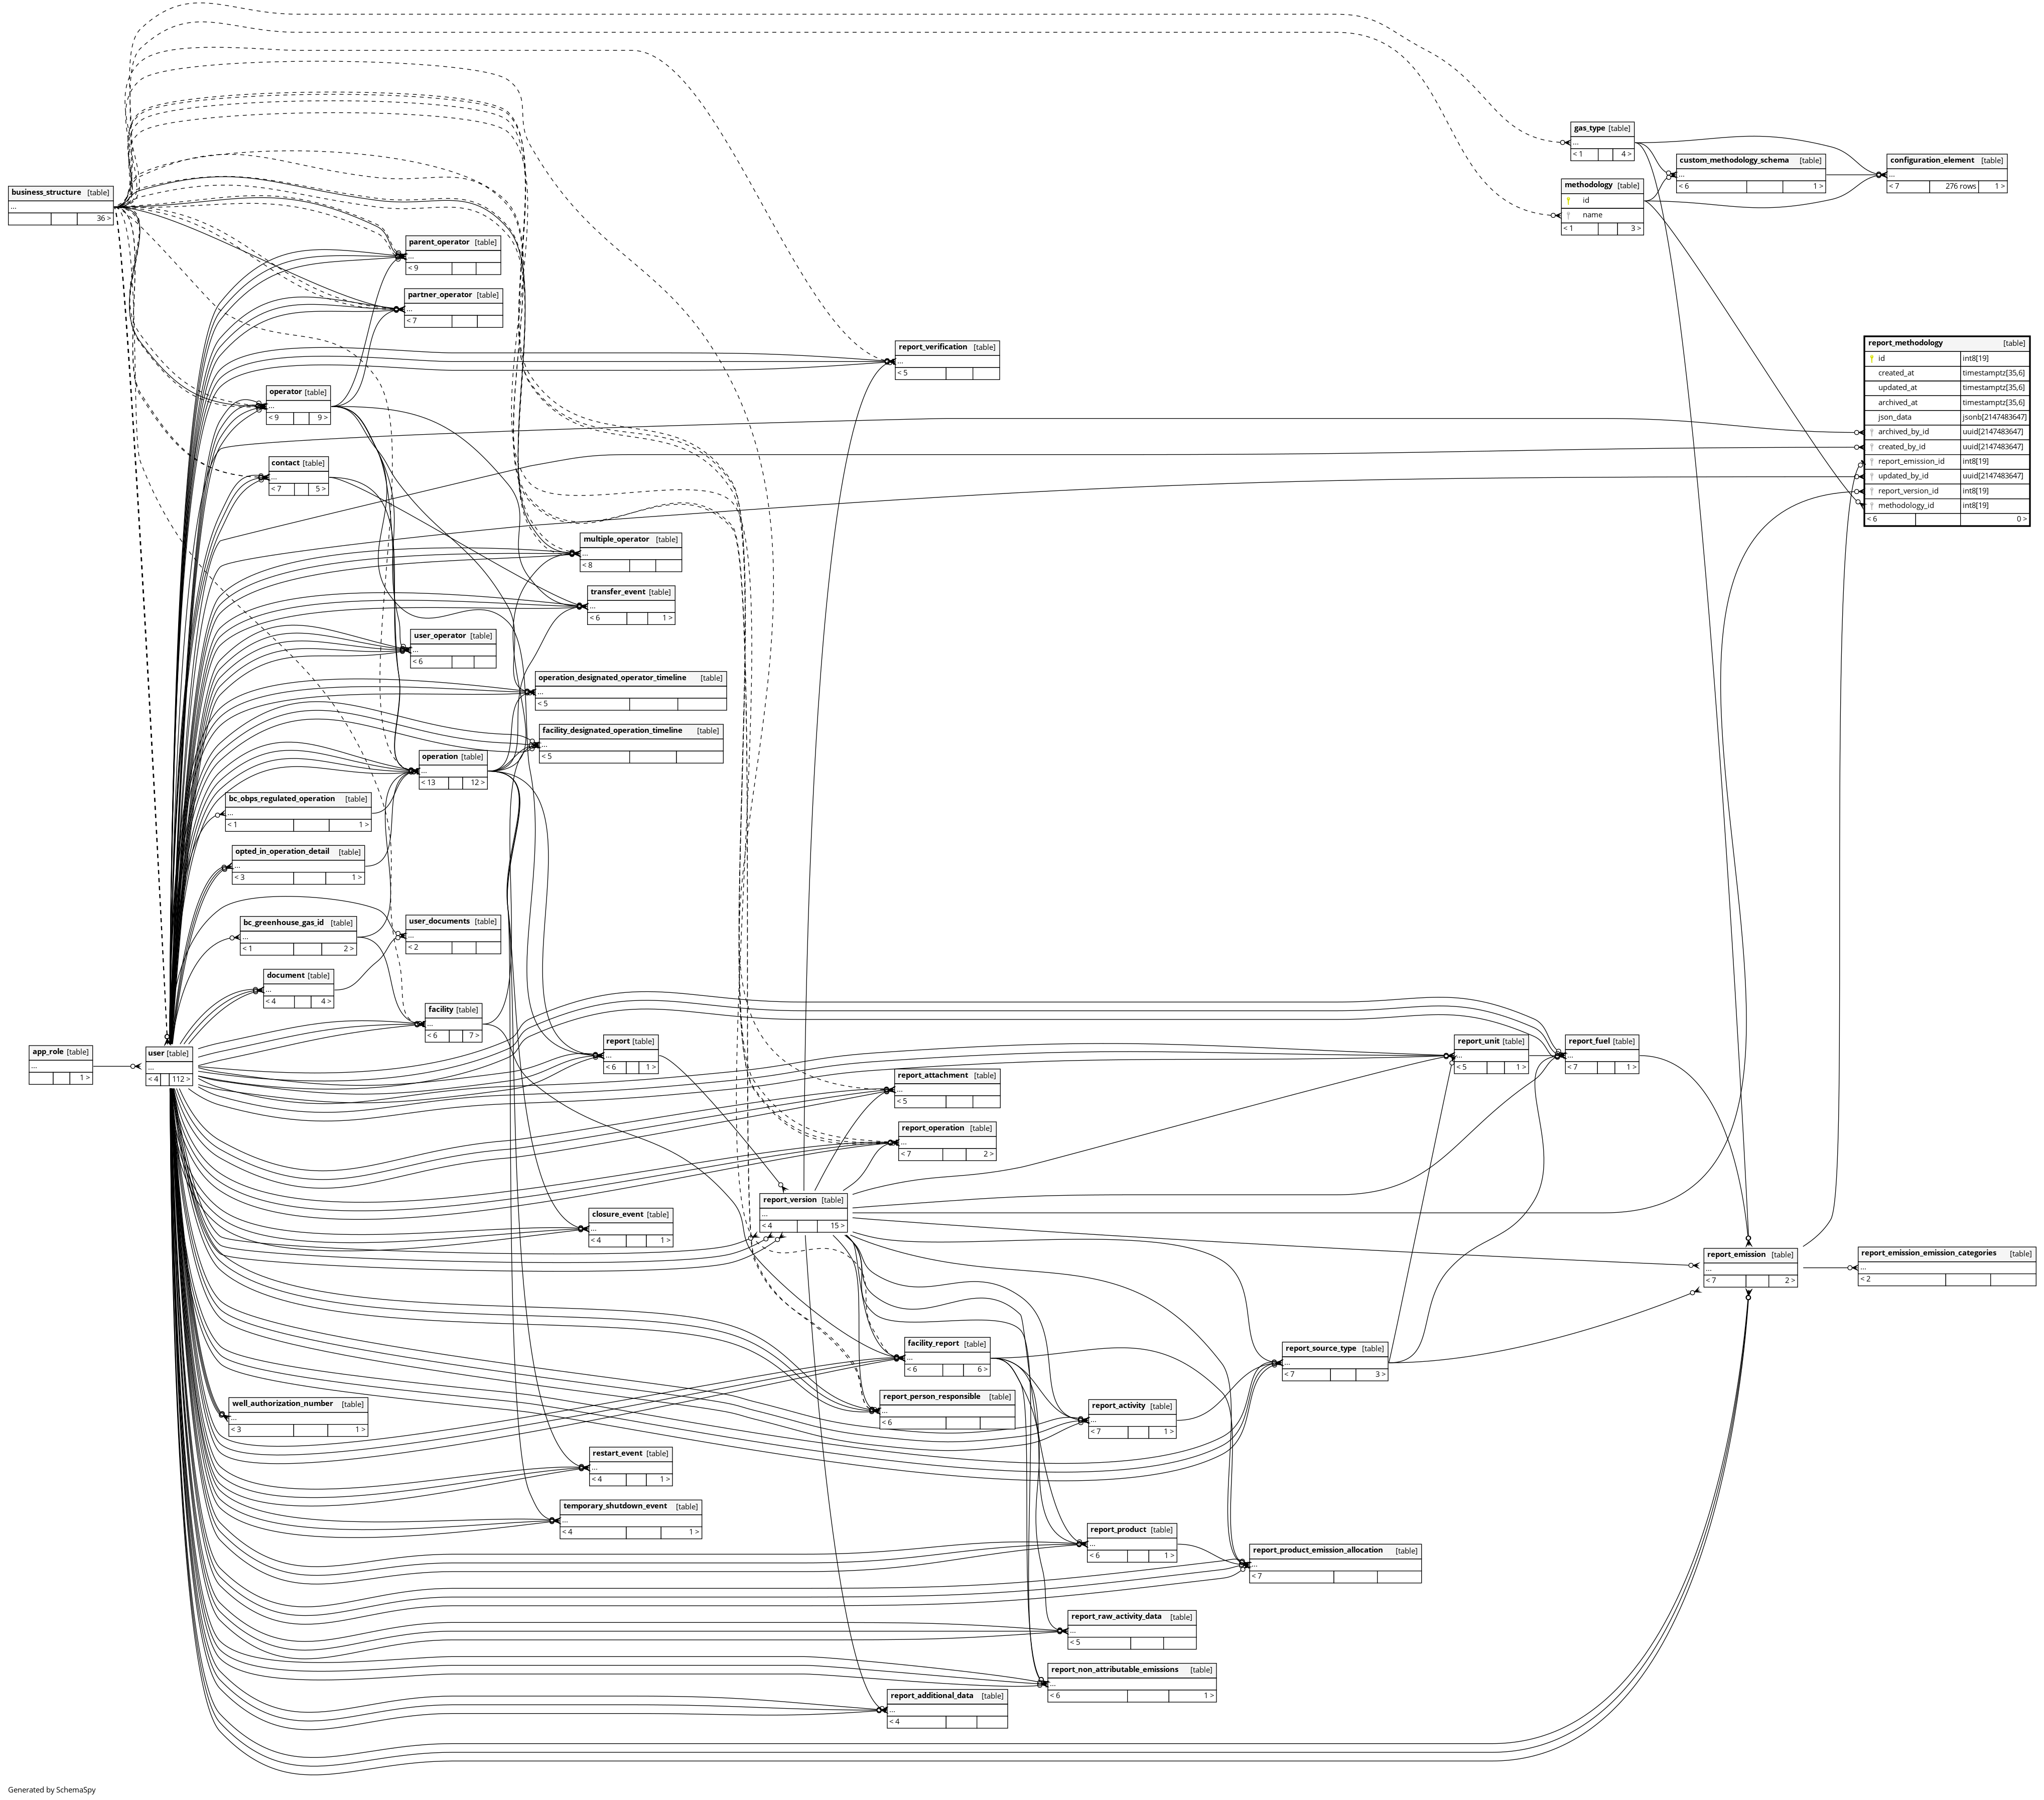 gas_type [table]
...
< 1 4 >
custom_methodology_schema [table]
...
< 6 1 >
configuration_element [table]
...
< 7 276 rows 1 >
methodology [table]
id
name
< 1 3 >
business_structure [table]
...
36 >
parent_operator [table]
...
< 9
partner_operator [table]
...
< 7
report_verification [table]
...
< 5
report_methodology [table]
id int8[19]
created_at timestamptz[35,6]
updated_at timestamptz[35,6]
archived_at timestamptz[35,6]
json_data jsonb[2147483647]
archived_by_id uuid[2147483647]
created_by_id uuid[2147483647]
report_emission_id int8[19]
updated_by_id uuid[2147483647]
report_version_id int8[19]
methodology_id int8[19]
< 6 0 >
operator [table]
...
< 9 9 >
contact [table]
...
< 7 5 >
multiple_operator [table]
...
< 8
transfer_event [table]
...
< 6 1 >
user_operator [table]
...
< 6
operation_designated_operator_timeline [table]
...
< 5
facility_designated_operation_timeline [table]
...
< 5
operation [table]
...
< 13 12 >
bc_obps_regulated_operation [table]
...
< 1 1 >
opted_in_operation_detail [table]
...
< 3 1 >
bc_greenhouse_gas_id [table]
...
< 1 2 >
user_documents [table]
...
< 2
document [table]
...
< 4 4 >
facility [table]
...
< 6 7 >
app_role [table]
...
1 >
user [table]
...
< 4 112 >
report [table]
...
< 6 1 >
report_unit [table]
...
< 5 1 >
report_fuel [table]
...
< 7 1 >
report_attachment [table]
...
< 5
report_operation [table]
...
< 7 2 >
report_version [table]
...
< 4 15 >
closure_event [table]
...
< 4 1 >
report_emission [table]
...
< 7 2 >
report_emission_emission_categories [table]
...
< 2
facility_report [table]
...
< 6 6 >
report_source_type [table]
...
< 7 3 >
report_person_responsible [table]
...
< 6
well_authorization_number [table]
...
< 3 1 >
report_activity [table]
...
< 7 1 >
restart_event [table]
...
< 4 1 >
temporary_shutdown_event [table]
...
< 4 1 >
report_product [table]
...
< 6 1 >
report_product_emission_allocation [table]
...
< 7
report_raw_activity_data [table]
...
< 5
report_non_attributable_emissions [table]
...
< 6 1 >
report_additional_data [table]
...
< 4
Generated by SchemaSpy